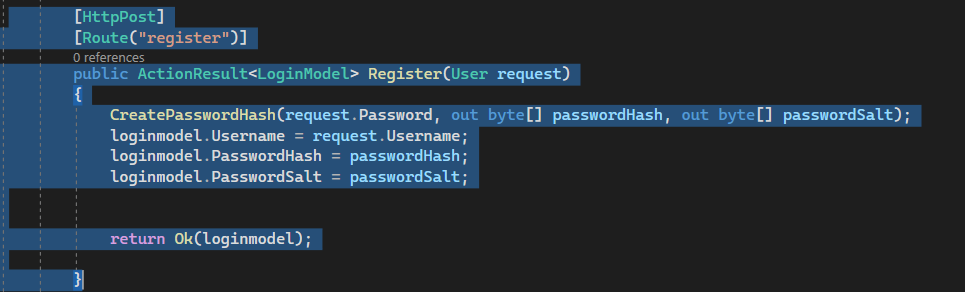 [HttpPost]
[Route("register")]
0 references
public ActionResult<LoginModel> Register(User request)
{
CreatePasswordHash(request.Password, out byte[] passwordHash, out byte[] passwordSalt);
loginmodel.Username = request.Username;
loginmodel.PasswordHash = passwordHash;
loginmodel.PasswordSalt = passwordSalt;
return Ok(loginmodel);
}